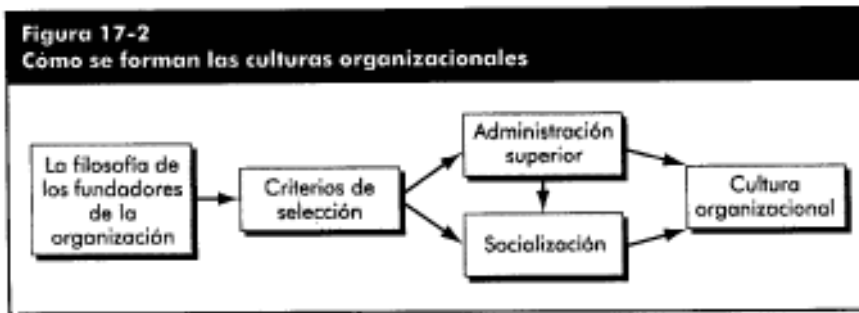 Figura 17-2
Cómo se forman las culturas organizacionales
La filosofía de
los fundadores
de la
organización
Criterios de
selección
Administración
superior
Socialización
Cultura
organizacional